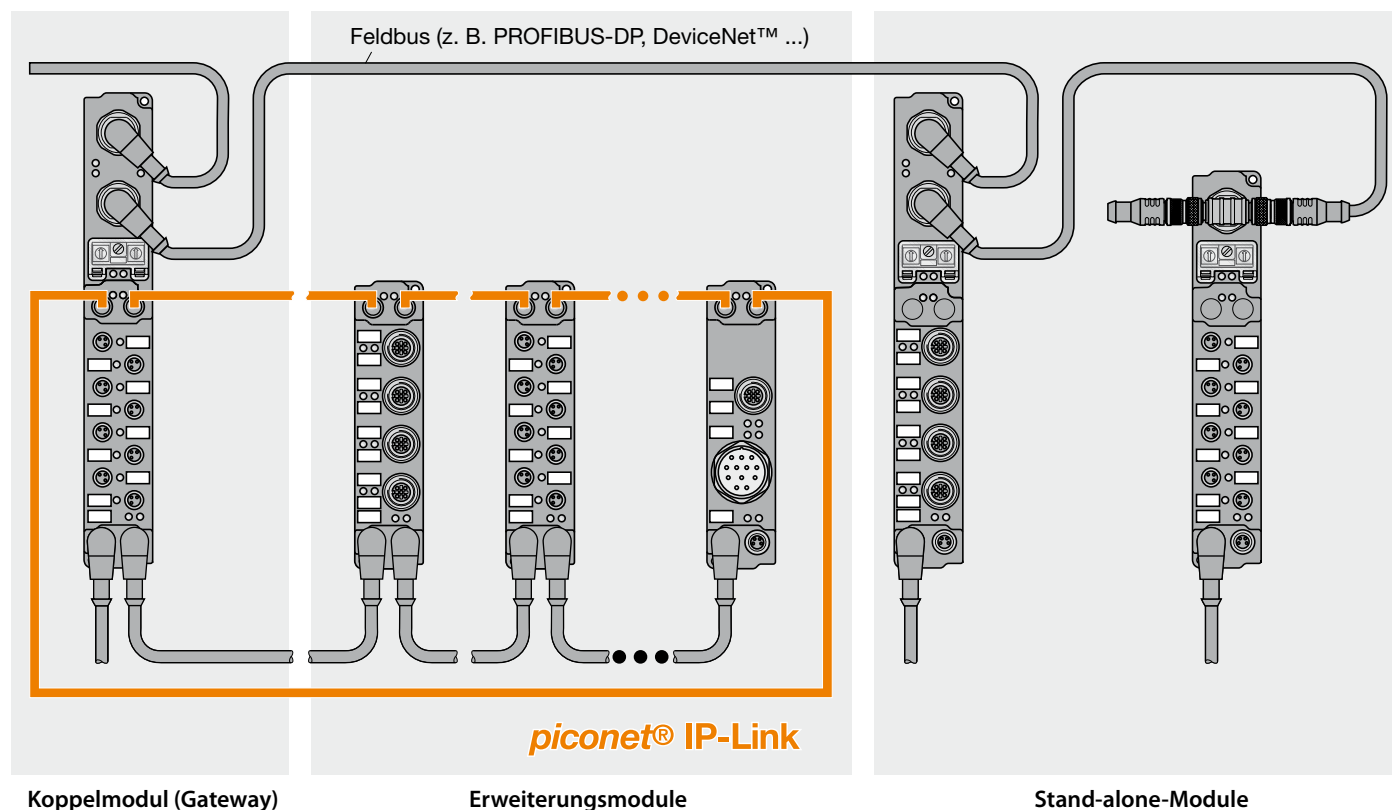 Feldbus (z. B. PROFIBUS-DP, DeviceNet™ ...)
piconet® IP-Link
Koppelmodul (Gateway)
Erweiterungsmodule
Stand-alone-Module